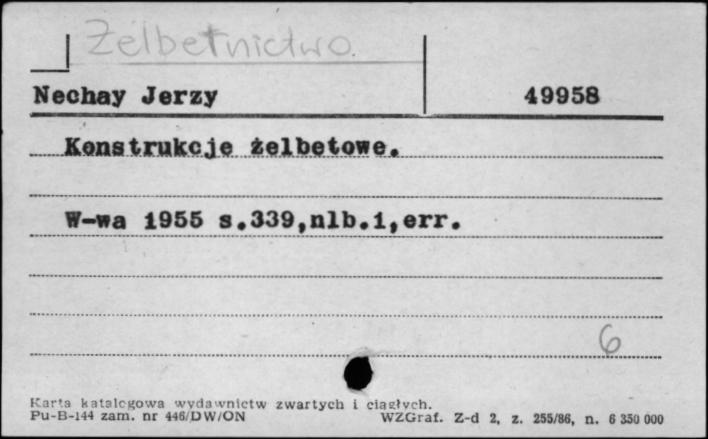 Żelbetnictwo.
Nechay Jerzy 49958
Konstrukcje żelbetowe.
W-wa 1955 s.339,nlb.1,err.
6
Karta katalogowa wydawnictw zwartych i ciągłych.
Pu-B-144 zam. nr 446/DW/ON WZGraf. Z-d 2, z. 255/86, n. 6 350 000